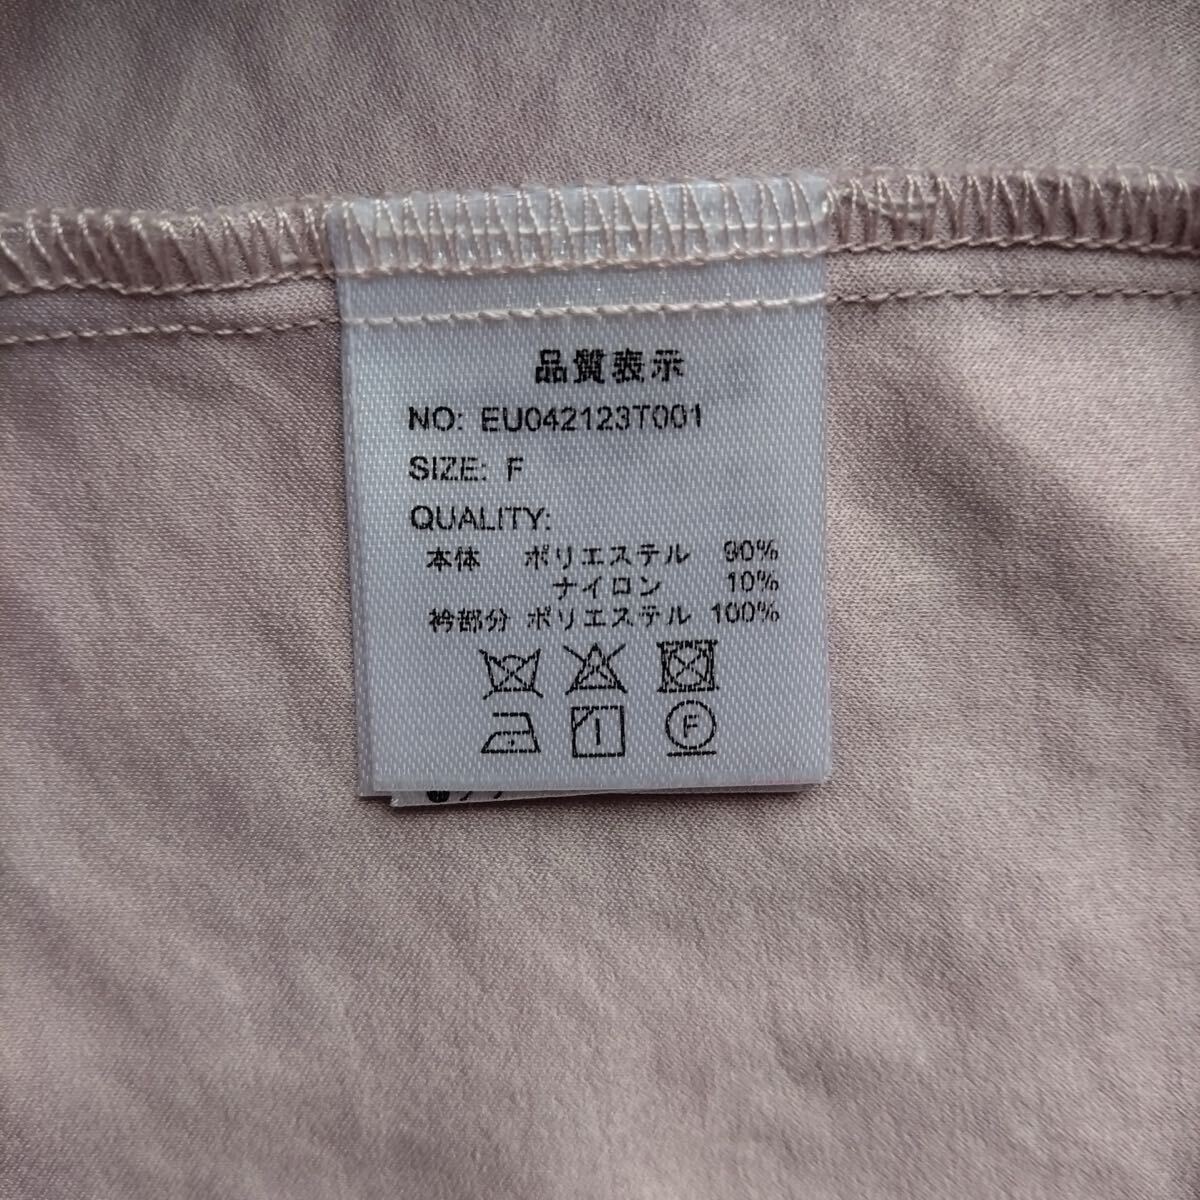 品質表示
NO: EU042123T001
SIZE: F
QUALITY:
本体 ポリエステル 90%
ナイロン 10%
衿部分 ポリエステル 100%
F